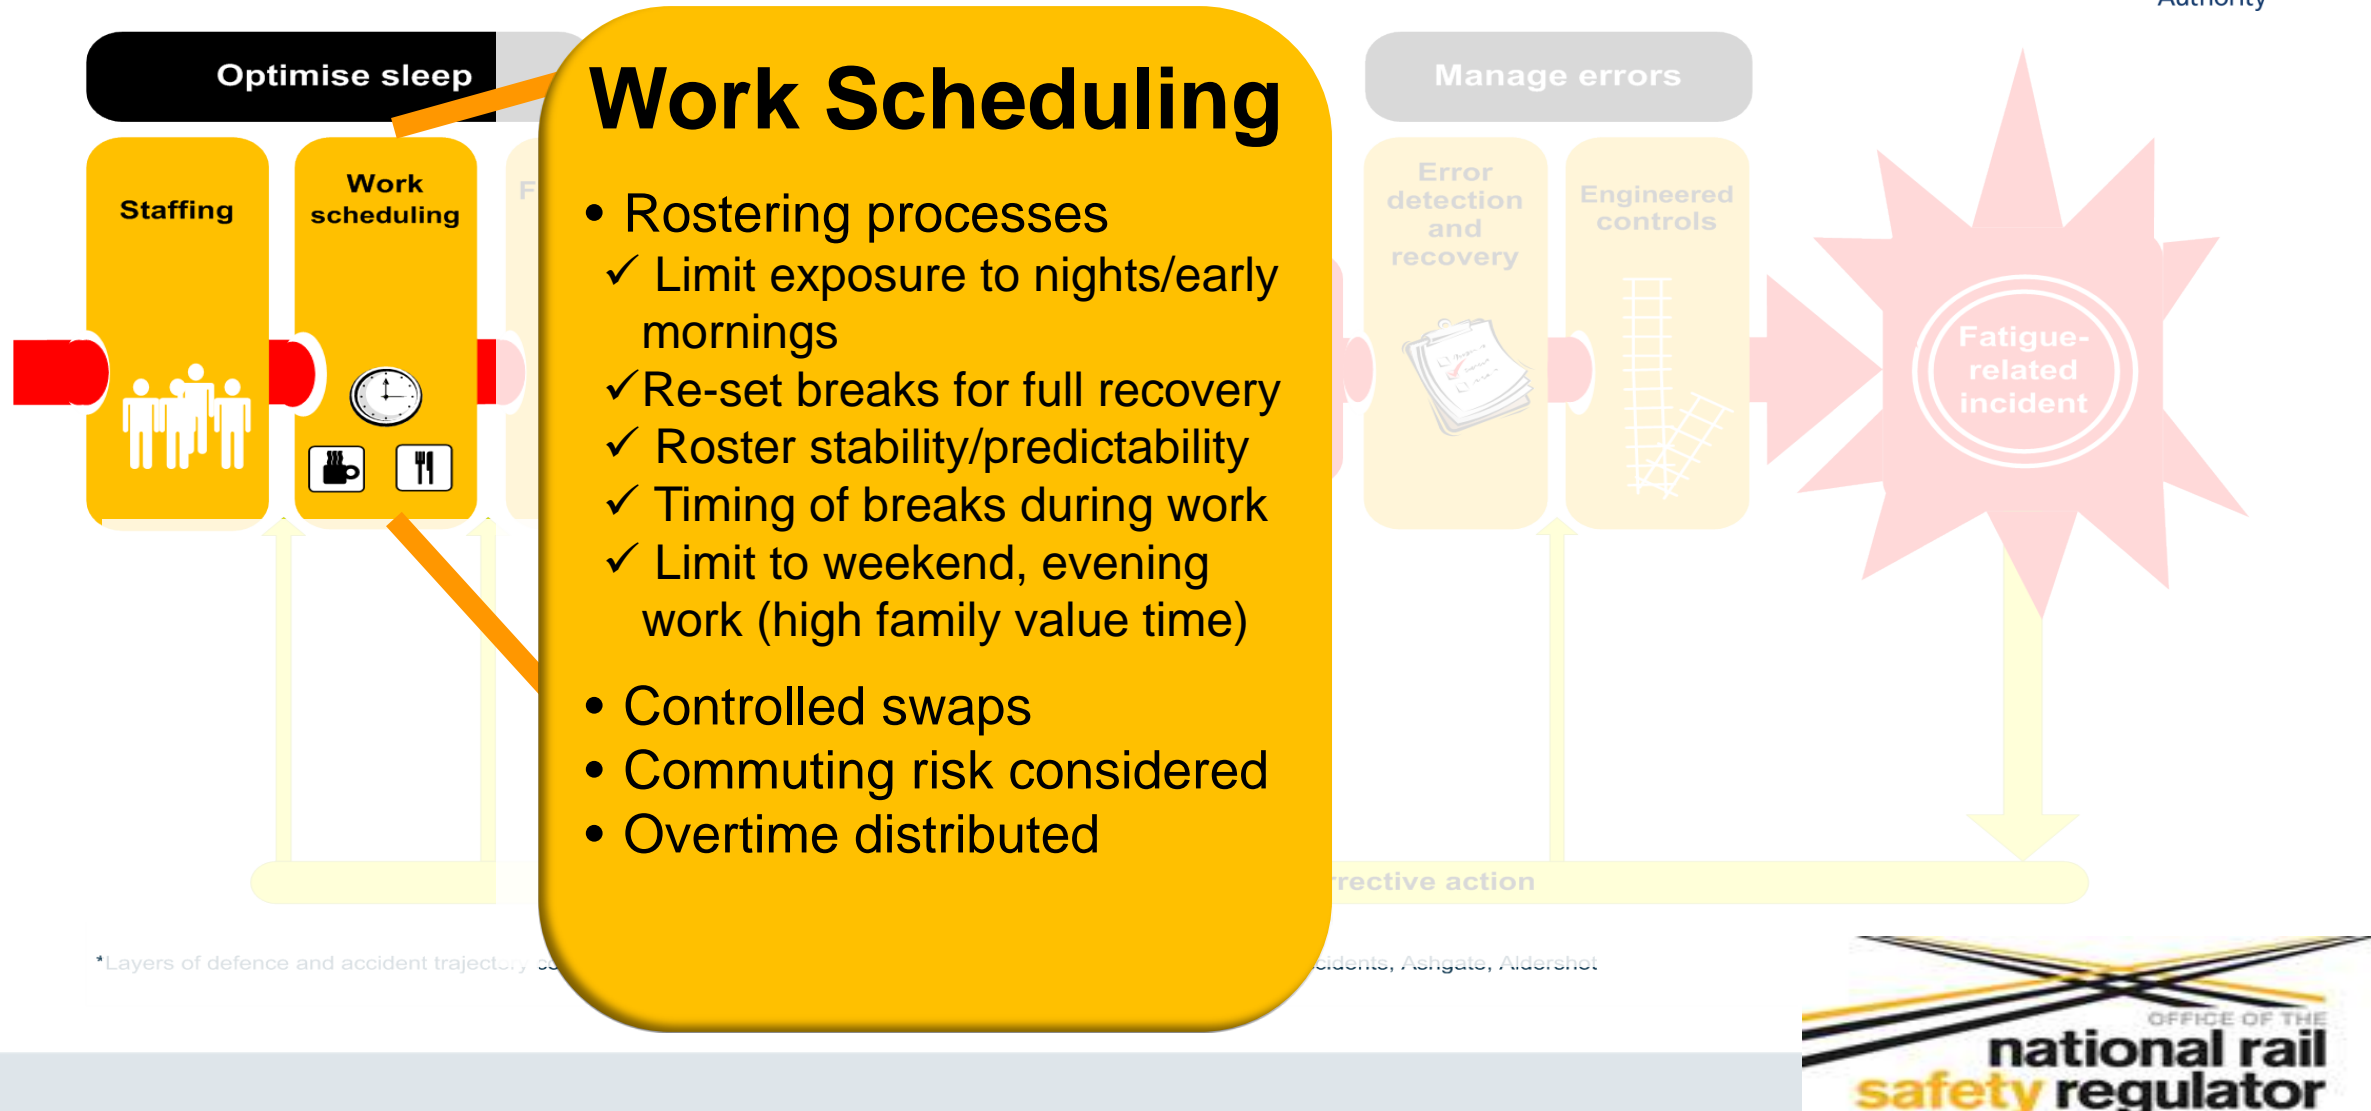 Authority
Optimise sleep
Work Scheduling
Manage errors
Staffing
Work
scheduling
F
• Rostering processes
✓ Limit exposure to nights/early
mornings
✓Re-set breaks for full recovery
✓ Roster stability/predictability
✓ Timing of breaks during work
✓ Limit to weekend, evening
work (high family value time)
• Controlled swaps
• Commuting risk considered
• Overtime distributed
Error
detection
and
recovery
Engineered
controls
Fatigue-
related
incident
rrective action
*Layers of defence and accident trajectory co
cidents, Ashgate, Aldershot
OFFICE OF THE
national rail
safety regulator